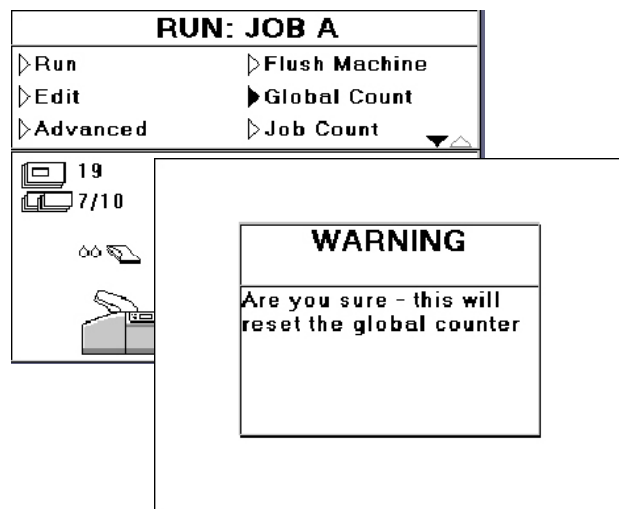 RUN: JOB A
Run
Flush Machine
Edit
Global Count
Advanced
Job Count
19
7/10
WARNING
Are you sure - this will
reset the global counter